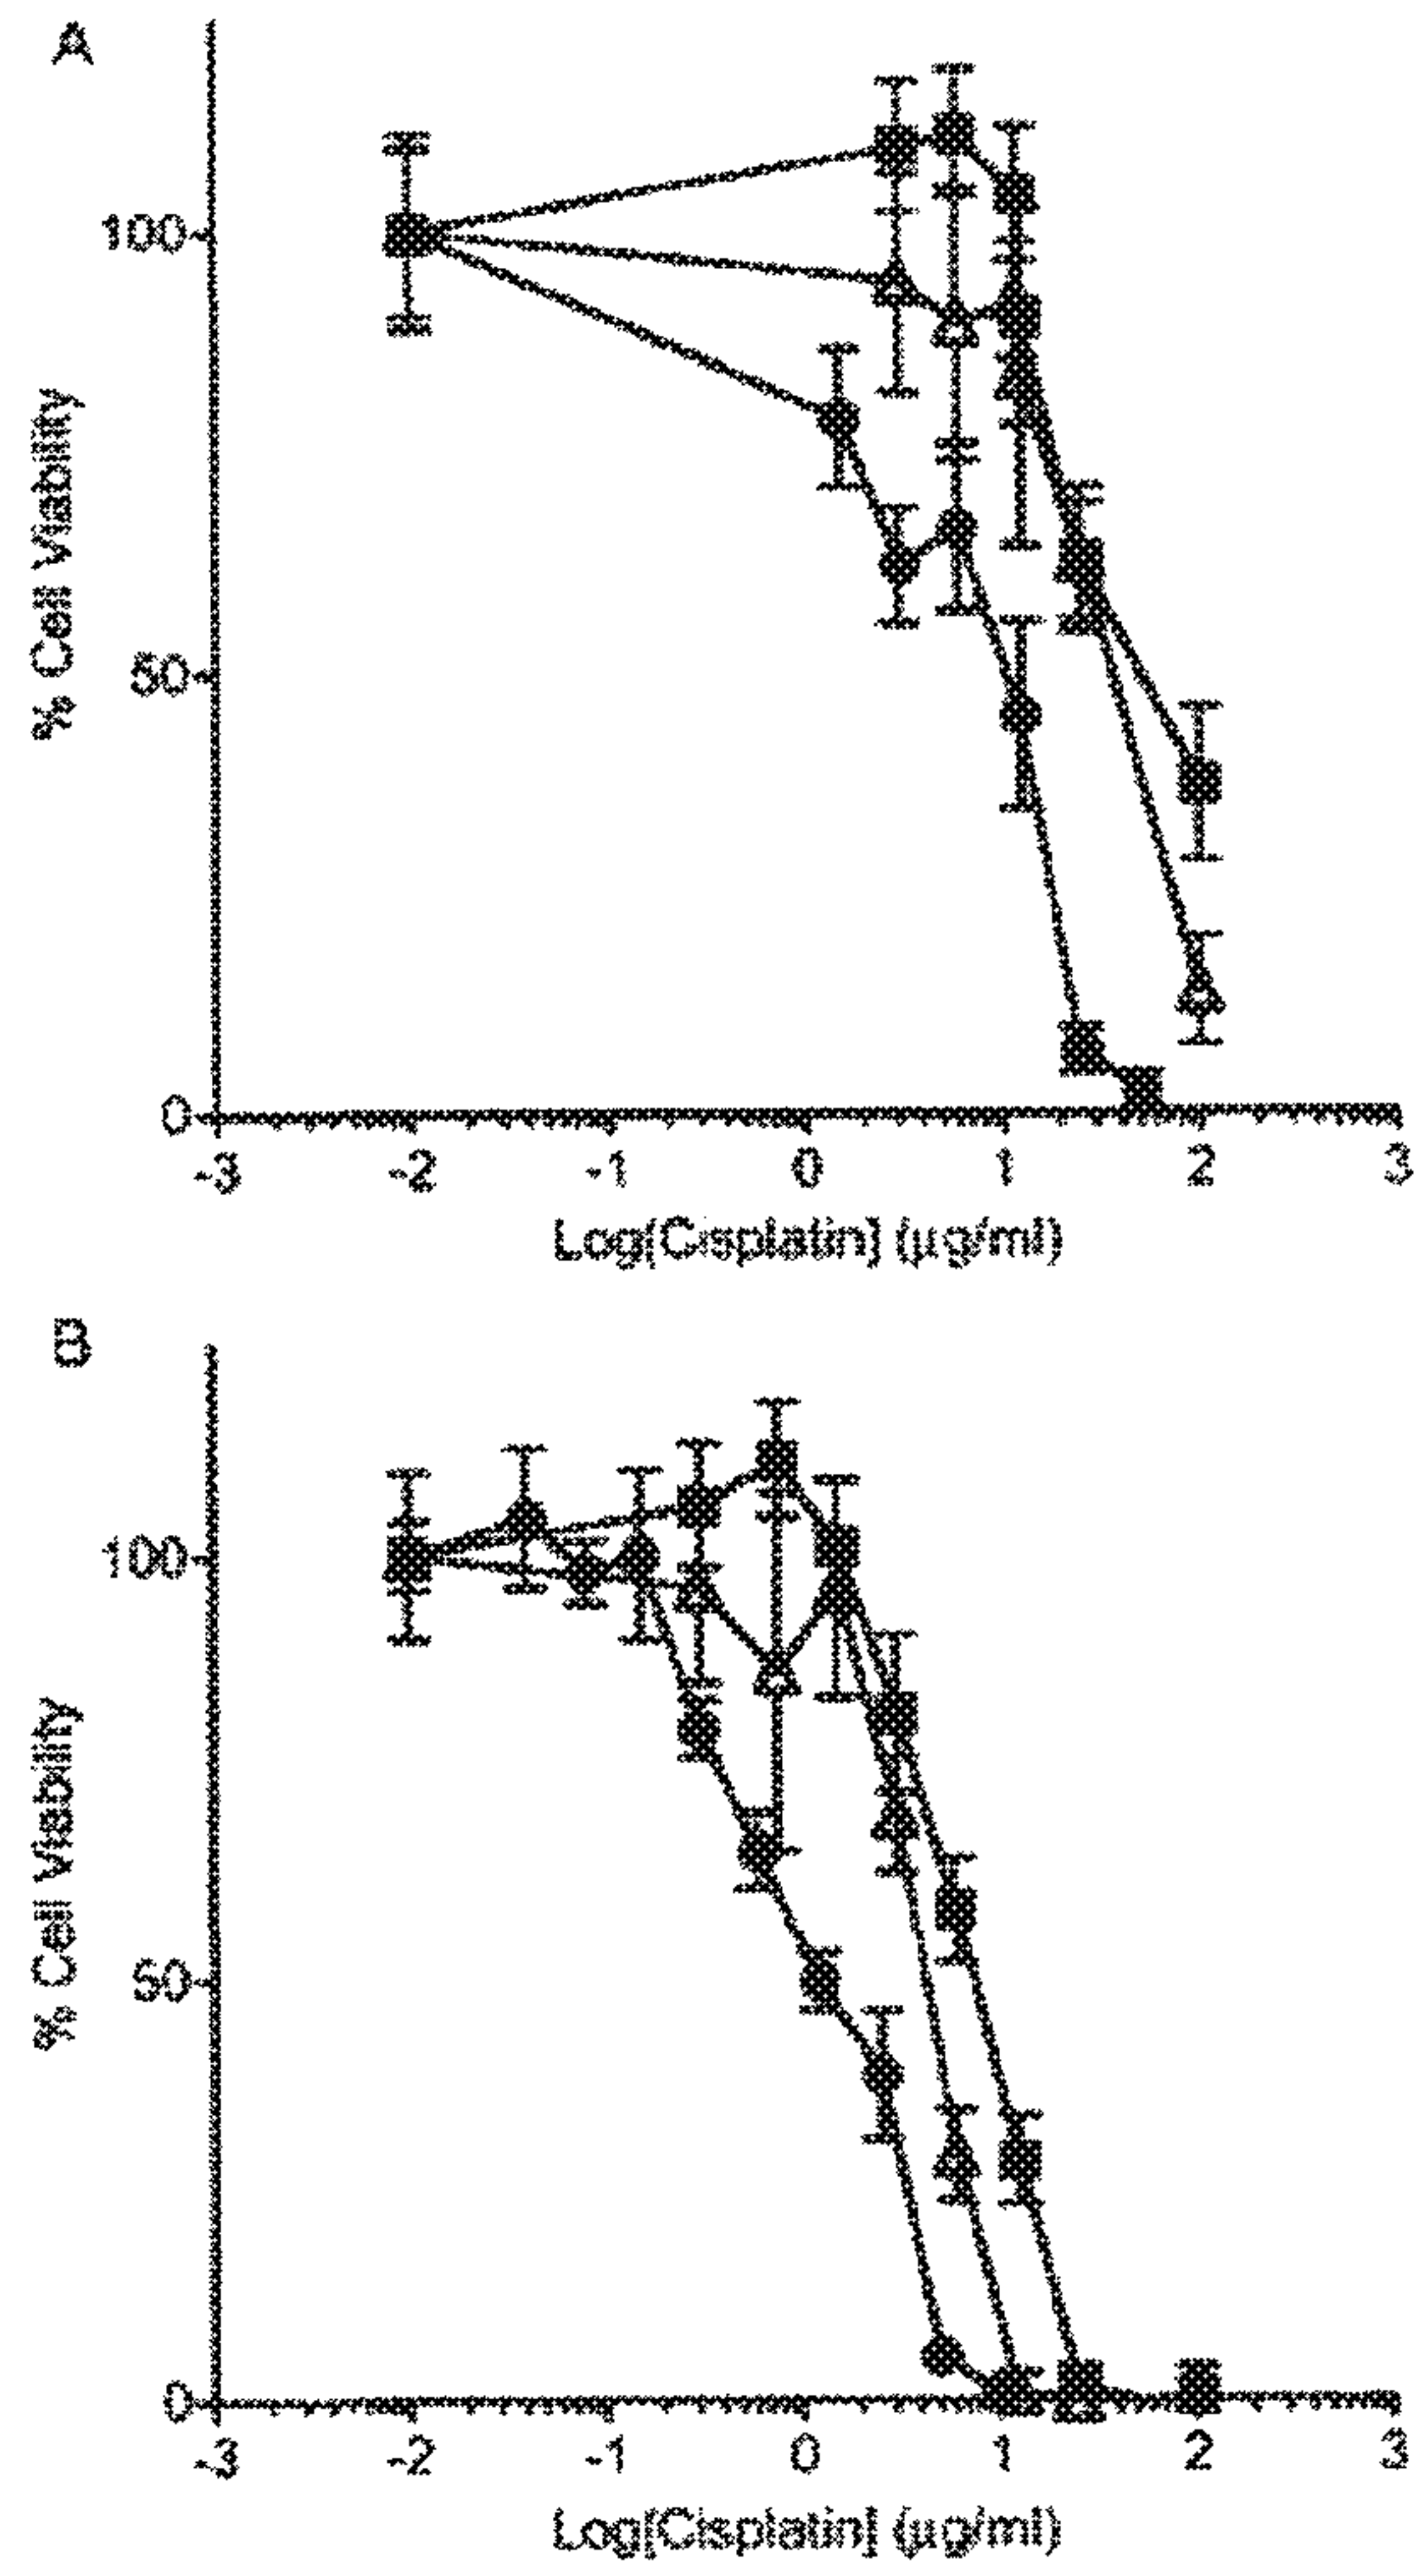 A
100
50
0
% Cell Viability
-3 -2 -1 0 1 2 3
Log[Cisplatin] (µg/ml)
B
100
50
0
% Cell Viability
-3 -2 -1 0 1 2 3
Log[Cisplatin] (µg/ml)